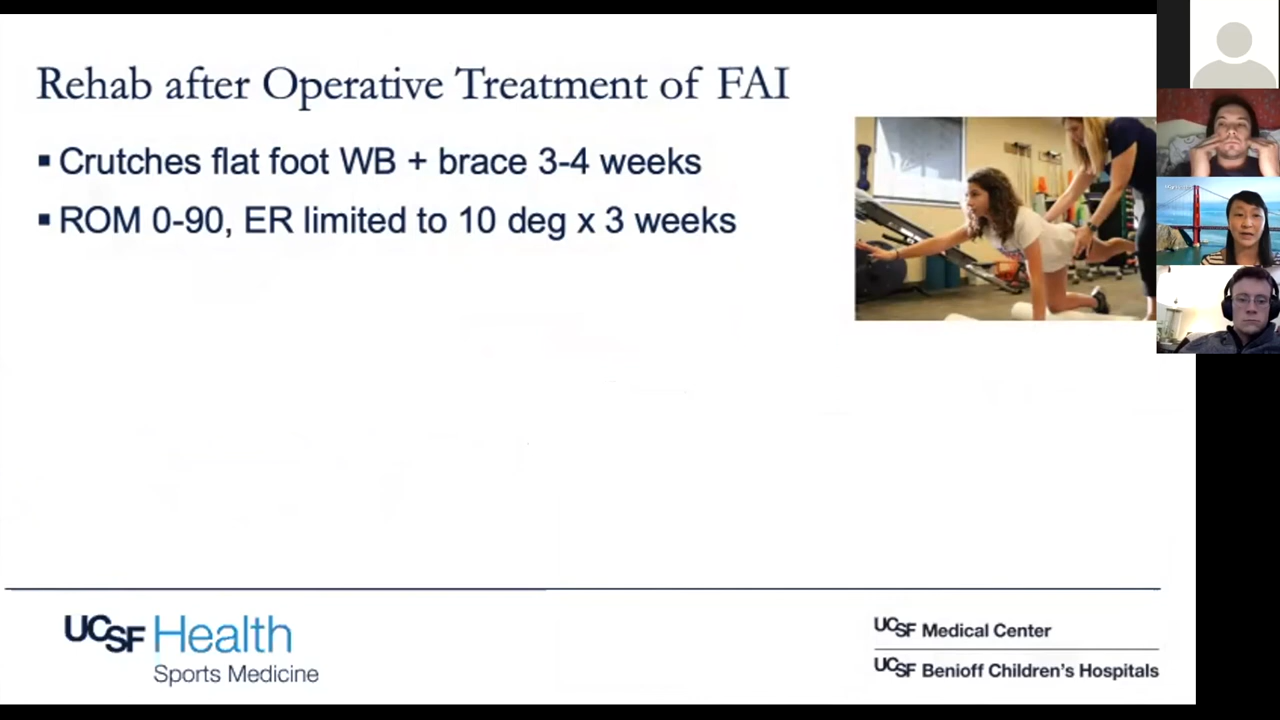 Rehab after Operative Treatment of FAI
▪ Crutches flat foot WB + brace 3-4 weeks
▪ ROM 0-90, ER limited to 10 deg x 3 weeks
UCSF Health
Sports Medicine
UCSF Medical Center
UCSF Benioff Children's Hospitals